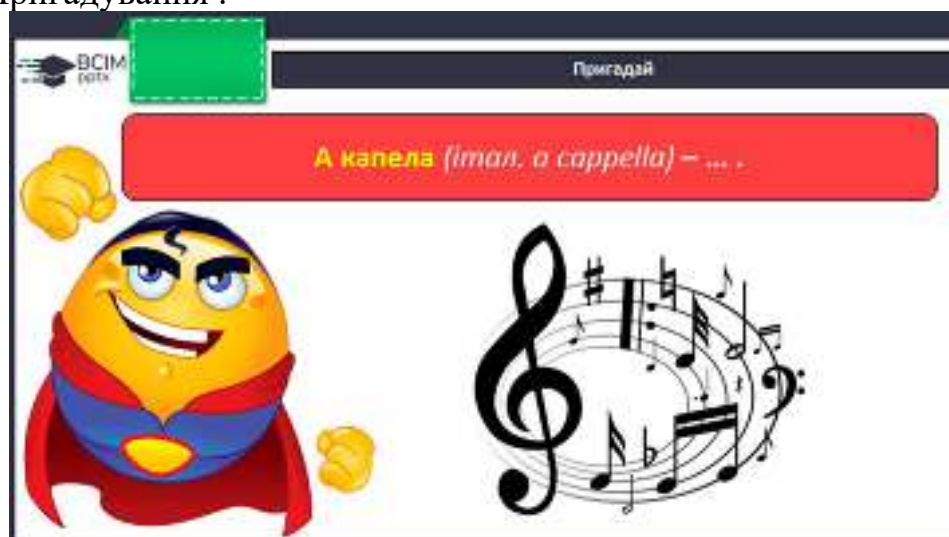 пригадування .
ВСІМ
pptx
Пригадай
А капела (італ. a cappella) – ... .